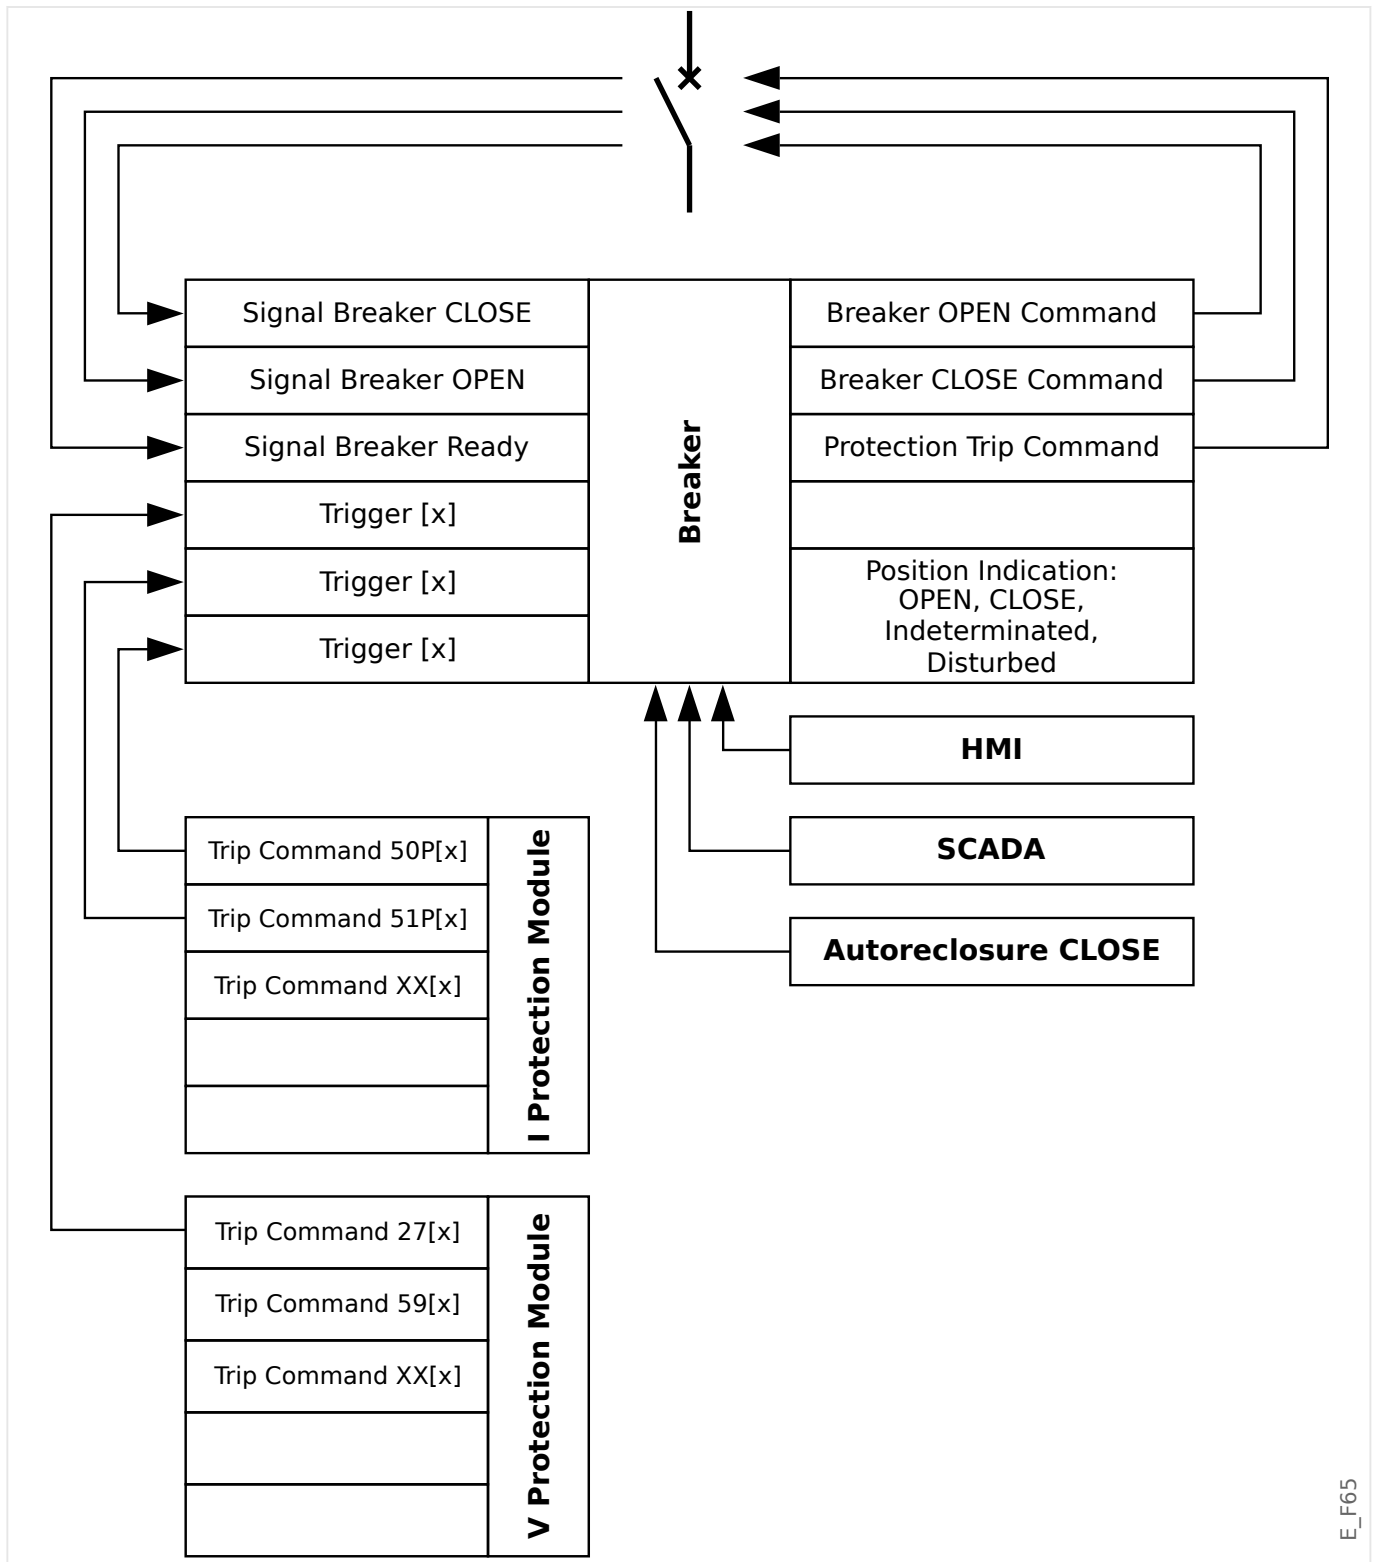 Signal Breaker CLOSE
Signal Breaker OPEN
Signal Breaker Ready
Trigger [x]
Trigger [x]
Trigger [x]
Breaker
Breaker OPEN Command
Breaker CLOSE Command
Protection Trip Command
Position Indication:
OPEN, CLOSE,
Indeterminated,
Disturbed
HMI
SCADA
Autoreclosure CLOSE
Trip Command 50P[x]
Trip Command 51P[x]
Trip Command XX[x]
I Protection Module
Trip Command 27[x]
Trip Command 59[x]
Trip Command XX[x]
V Protection Module
E_F65